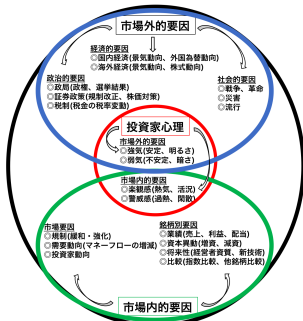 市場外的要因
経済的要因
◎国内経済(景気動向、外国為替動向)
◎海外経済(景気動向、株式動向)
政治的要因
◎政局(政権、選挙結果)
◎証券政策(規制改正、株価対策)
◎税制(税金の税率変動)
社会的要因
◎戦争、革命
◎災害
◎流行
投資家心理
市場外的要因
◎強気(安定、明るさ)
◎弱気(不安定、暗さ)
市場内的要因
◎楽観感(熱気、活況)
◎警戒感(過熱、閑散)
市場要因
◎規制(緩和・強化)
◎需要動向(マネーフローの増減)
◎投資家動向
銘柄別要因
◎業績(売上、利益、配当)
◎資本異動(増資、減資)
◎将来性(経営者資質、新技術)
◎比較(指数比較、他銘柄比較)
市場内的要因